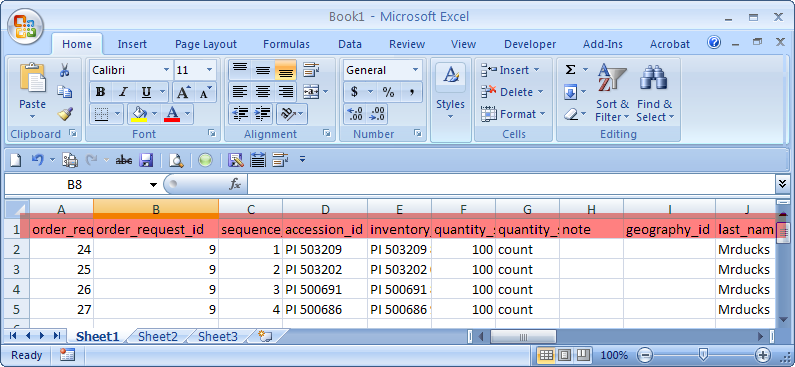 Book1 - Microsoft Excel
Home Insert Page Layout Formulas Data Review View Developer Add-Ins Acrobat
Paste
Clipboard
Calibri 11
B I U
Font
Alignment
General
$ % ,
Number
Styles
Insert
Delete
Format
Cells
Σ
Sort & Filter
Find & Select
Editing
abc
B8 fx
A B C D E F G H I J
1 order_req order_request_id sequence accession_id inventory_ quantity_s quantity_s note geography_id last_nam
2 24 9 1 PI 503209 PI 503209 100 count Mrducks
3 25 9 2 PI 503202 PI 503202 100 count Mrducks
4 26 9 3 PI 500691 PI 500691 100 count Mrducks
5 27 9 4 PI 500686 PI 500686 100 count Mrducks
Sheet1 Sheet2 Sheet3
Ready 100%